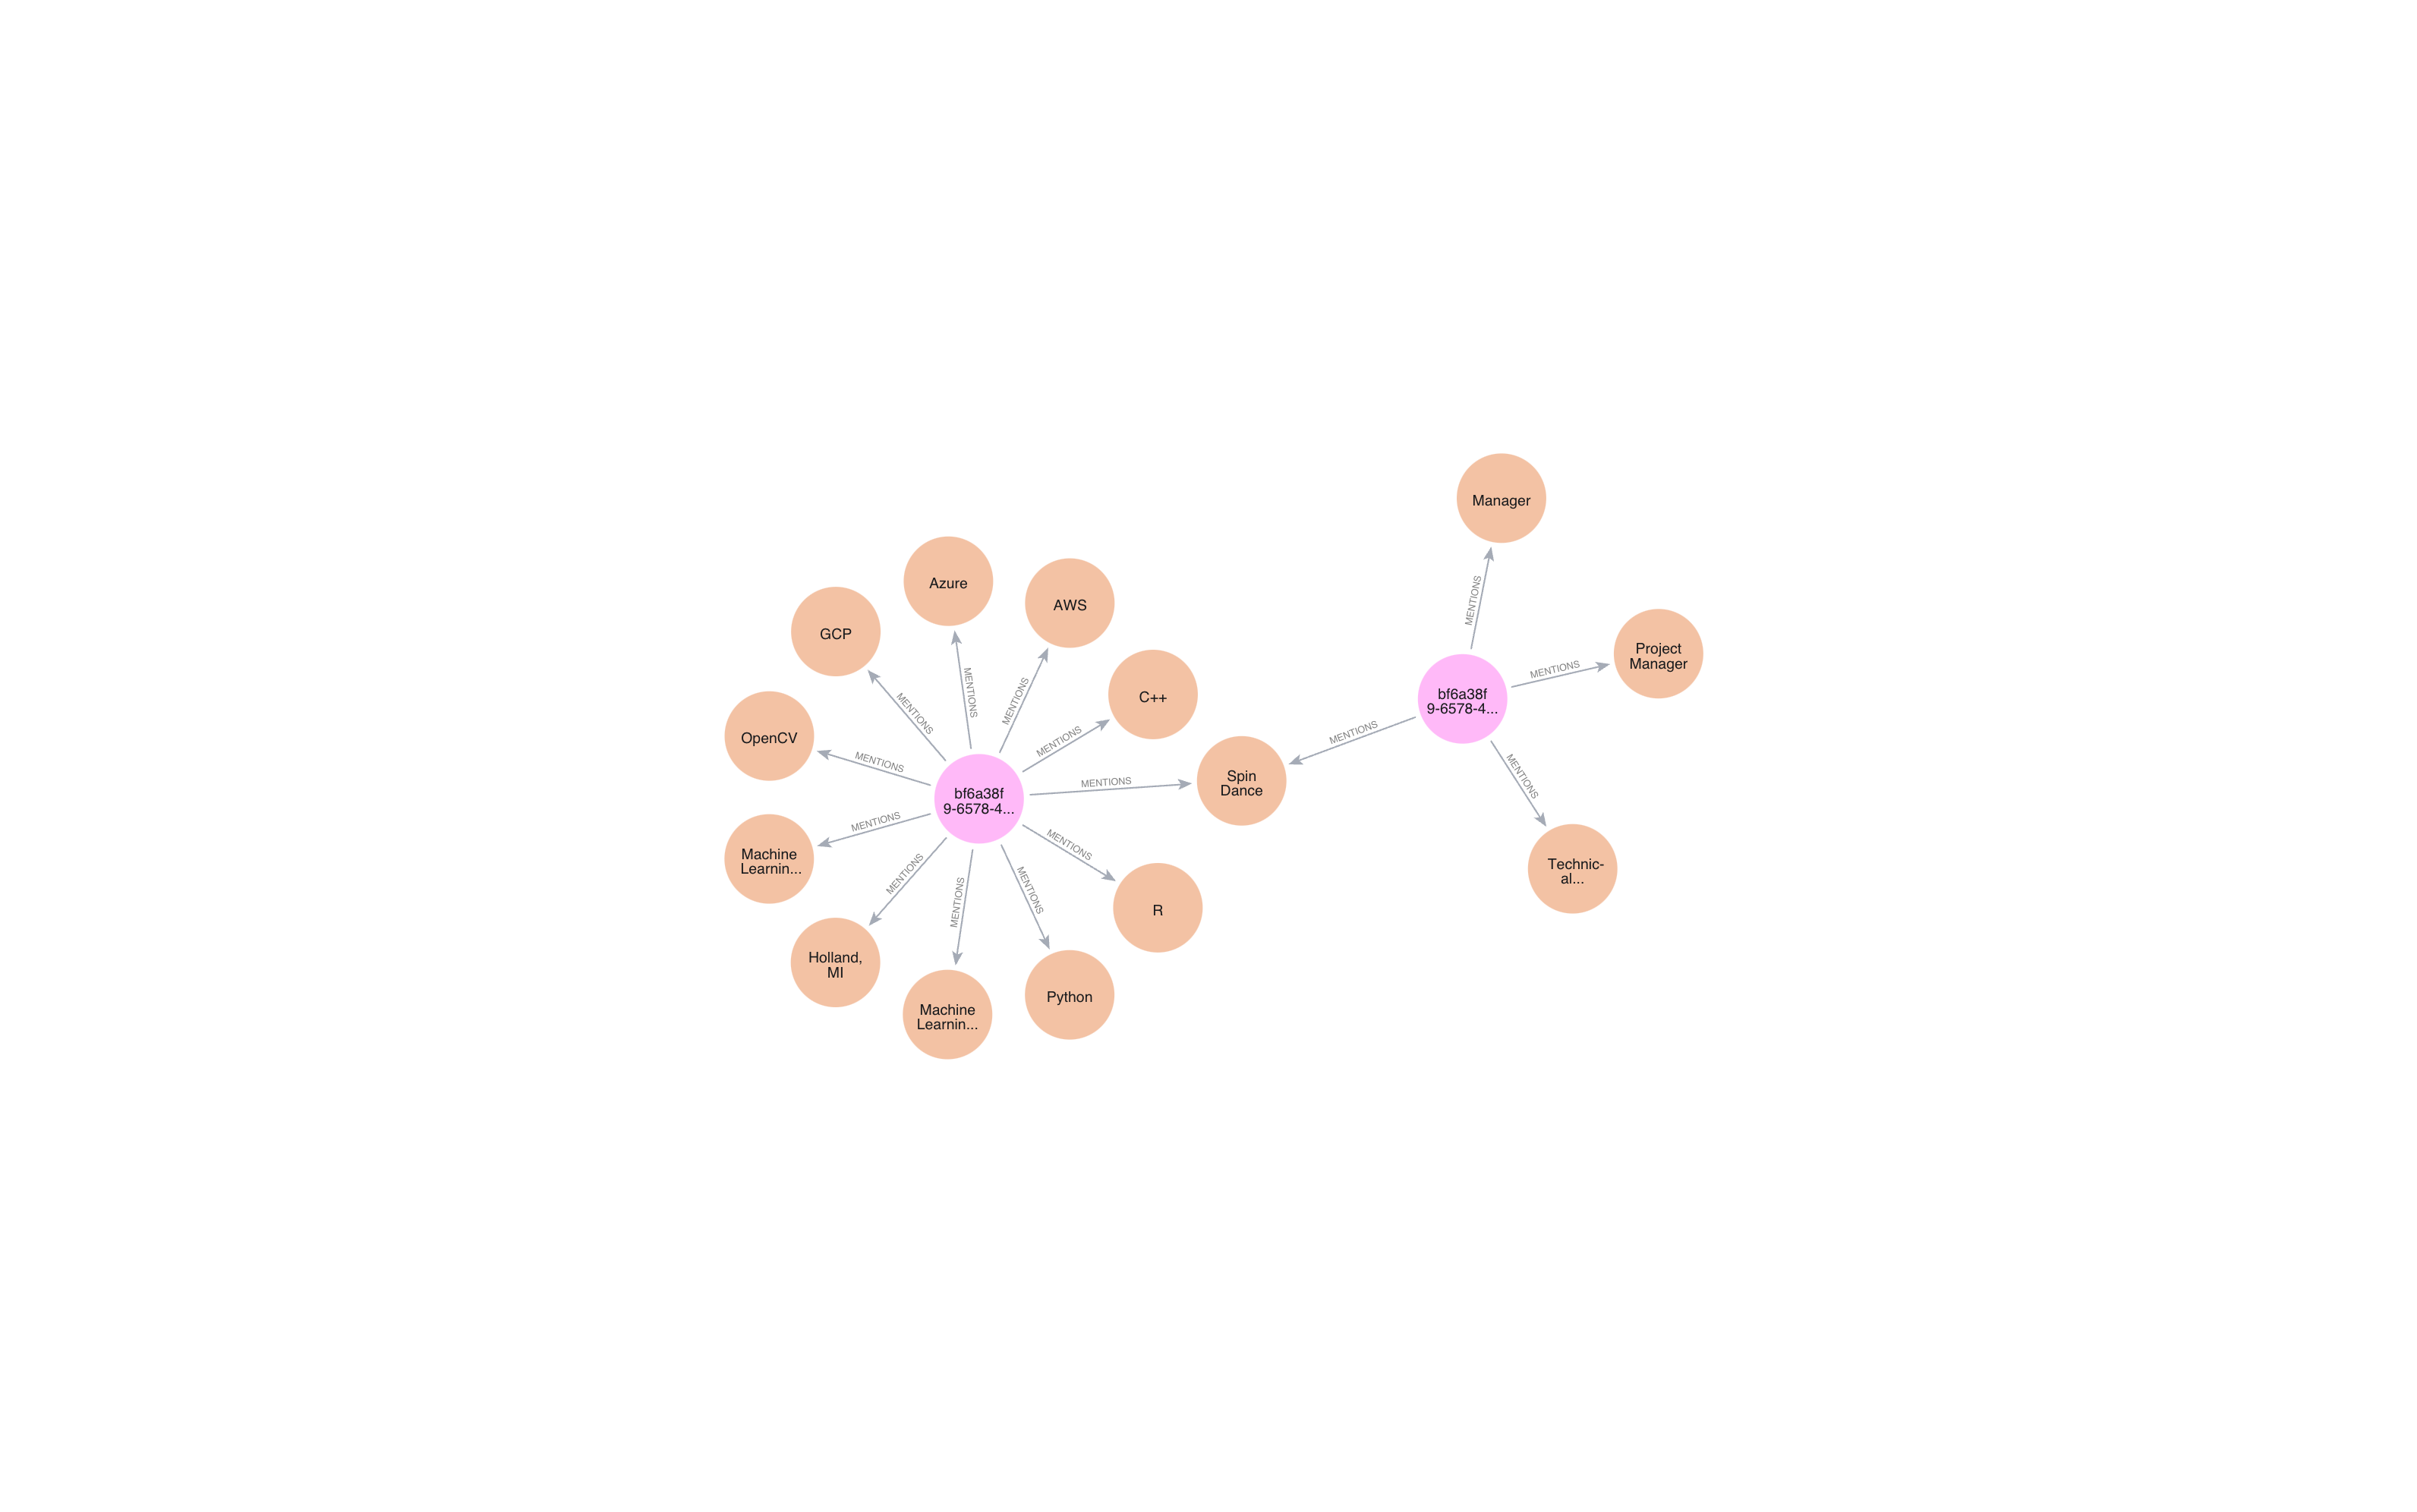 Manager
MENTIONS
Project
Manager
MENTIONS
bf6a38f
9-6578-4...
MENTIONS
MENTIONS
Technic-
al...
Azure
AWS
GCP
C++
MENTIONS
MENTIONS
MENTIONS
MENTIONS
OpenCV
MENTIONS
Spin
Dance
MENTIONS
bf6a38f
9-6578-4...
MENTIONS
Machine
Learnin...
MENTIONS
MENTIONS
MENTIONS
MENTIONS
R
Holland,
MI
Python
Machine
Learnin...